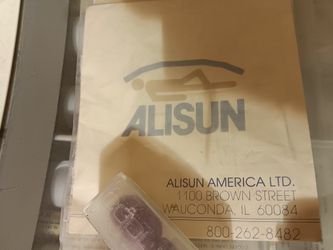 ALISUN
ALISUN AMERICA LTD.
1100 BROWN STREET
WAUCONDA, IL 60084
800-262-8482